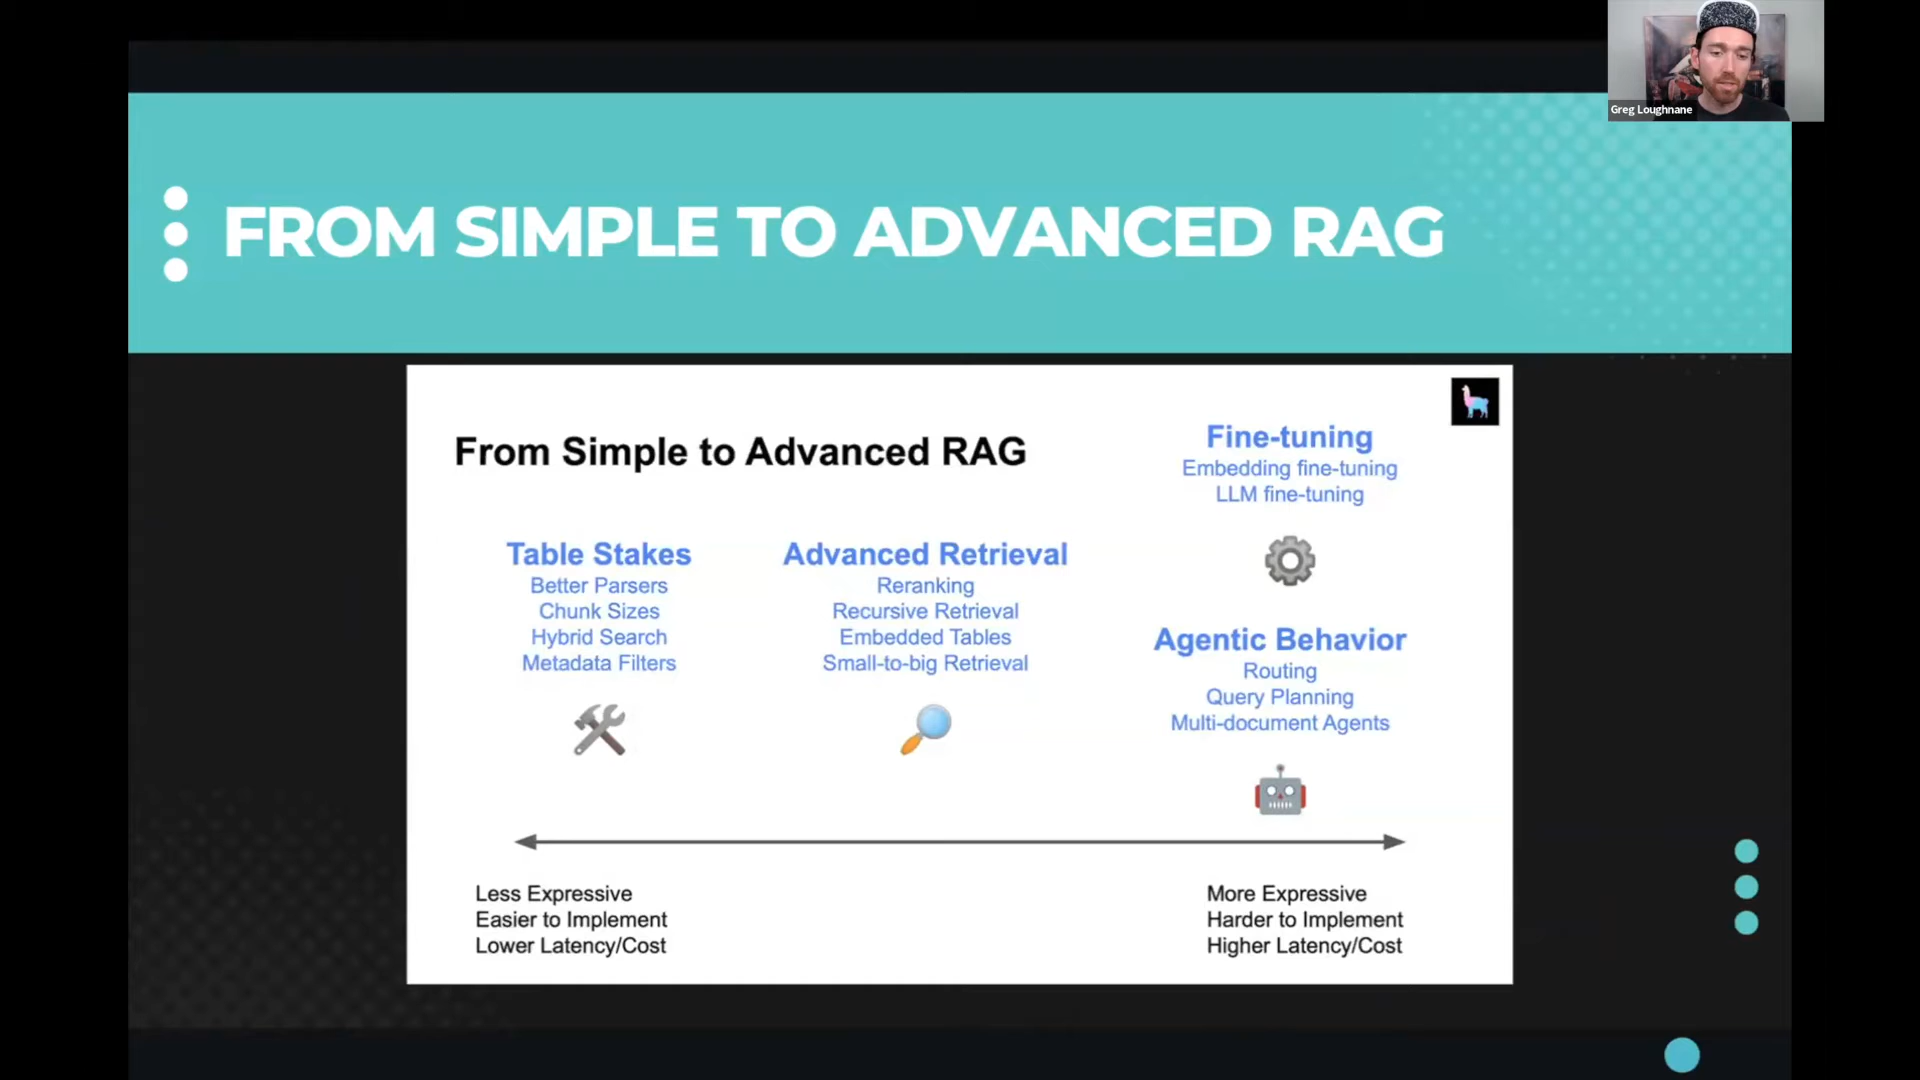 Greg Loughnane
FROM SIMPLE TO ADVANCED RAG
From Simple to Advanced RAG
Table Stakes
Better Parsers
Chunk Sizes
Hybrid Search
Metadata Filters
Advanced Retrieval
Reranking
Recursive Retrieval
Embedded Tables
Small-to-big Retrieval
Fine-tuning
Embedding fine-tuning
LLM fine-tuning
Agentic Behavior
Routing
Query Planning
Multi-document Agents
Less Expressive
Easier to Implement
Lower Latency/Cost
More Expressive
Harder to Implement
Higher Latency/Cost